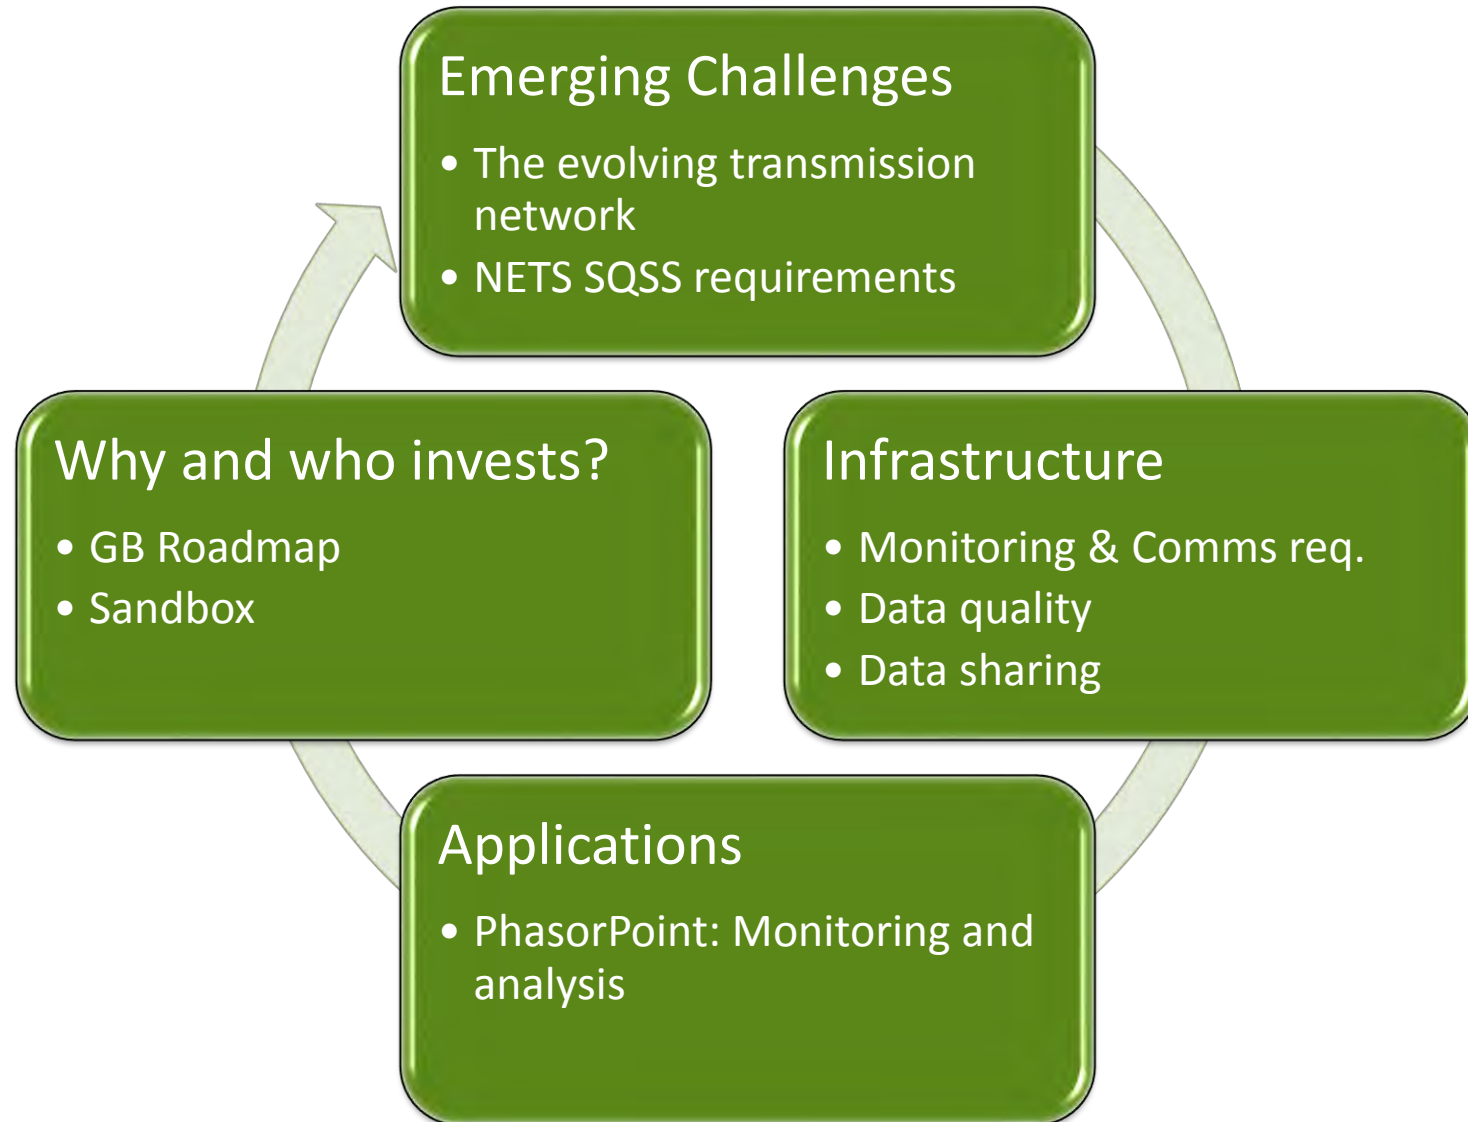 Emerging Challenges
• The evolving transmission
network
• NETS SQSS requirements
Why and who invests?
• GB Roadmap
• Sandbox
Infrastructure
• Monitoring & Comms req.
• Data quality
• Data sharing
Applications
• PhasorPoint: Monitoring and
analysis